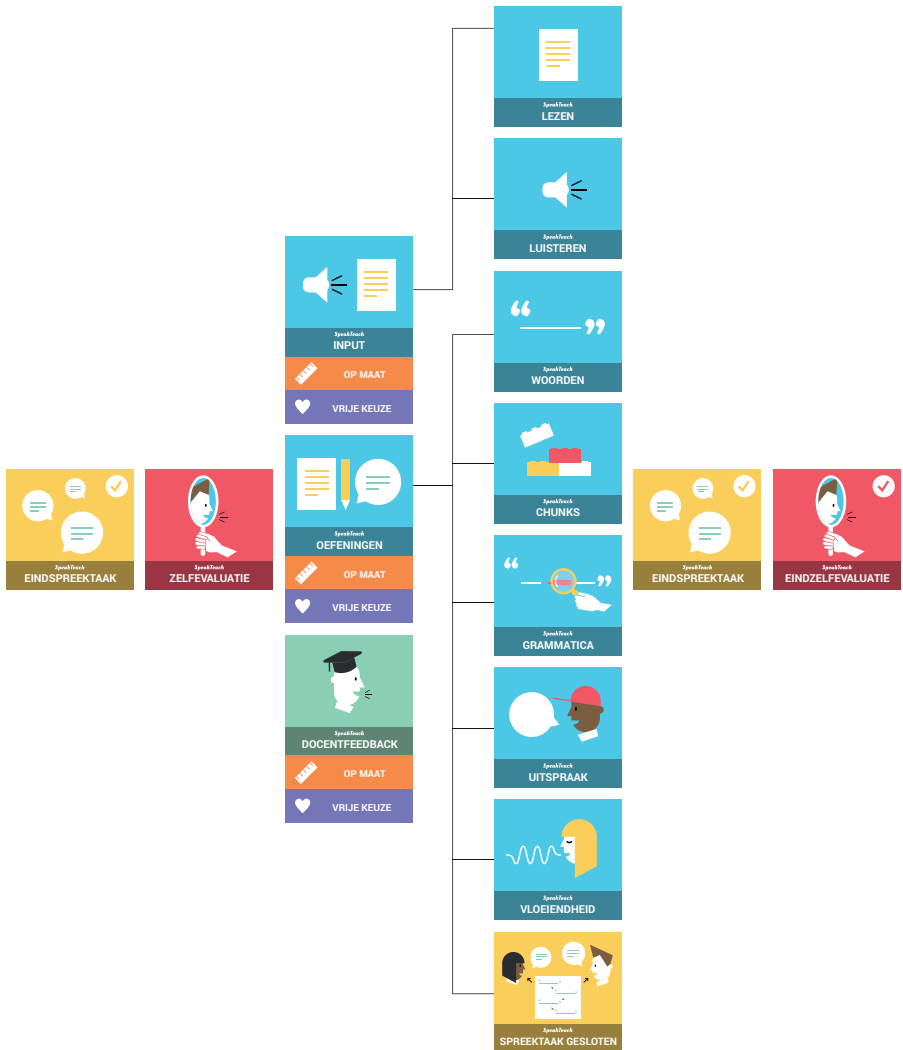 SpeakTeach
EINDSPREEKTAAK
SpeakTeach
ZELFEVALUATIE
SpeakTeach
INPUT
OP MAAT
VRIJE KEUZE
SpeakTeach
OEFENINGEN
OP MAAT
VRIJE KEUZE
SpeakTeach
DOCENTFEEDBACK
OP MAAT
VRIJE KEUZE
SpeakTeach
LEZEN
SpeakTeach
LUISTEREN
SpeakTeach
WOORDEN
SpeakTeach
CHUNKS
SpeakTeach
GRAMMATICA
SpeakTeach
UITSPRAAK
SpeakTeach
VLOEIENDHEID
SpeakTeach
SPREEKTAAK GESLOTEN
SpeakTeach
EINDSPREEKTAAK
SpeakTeach
EINDZELFEVALUATIE